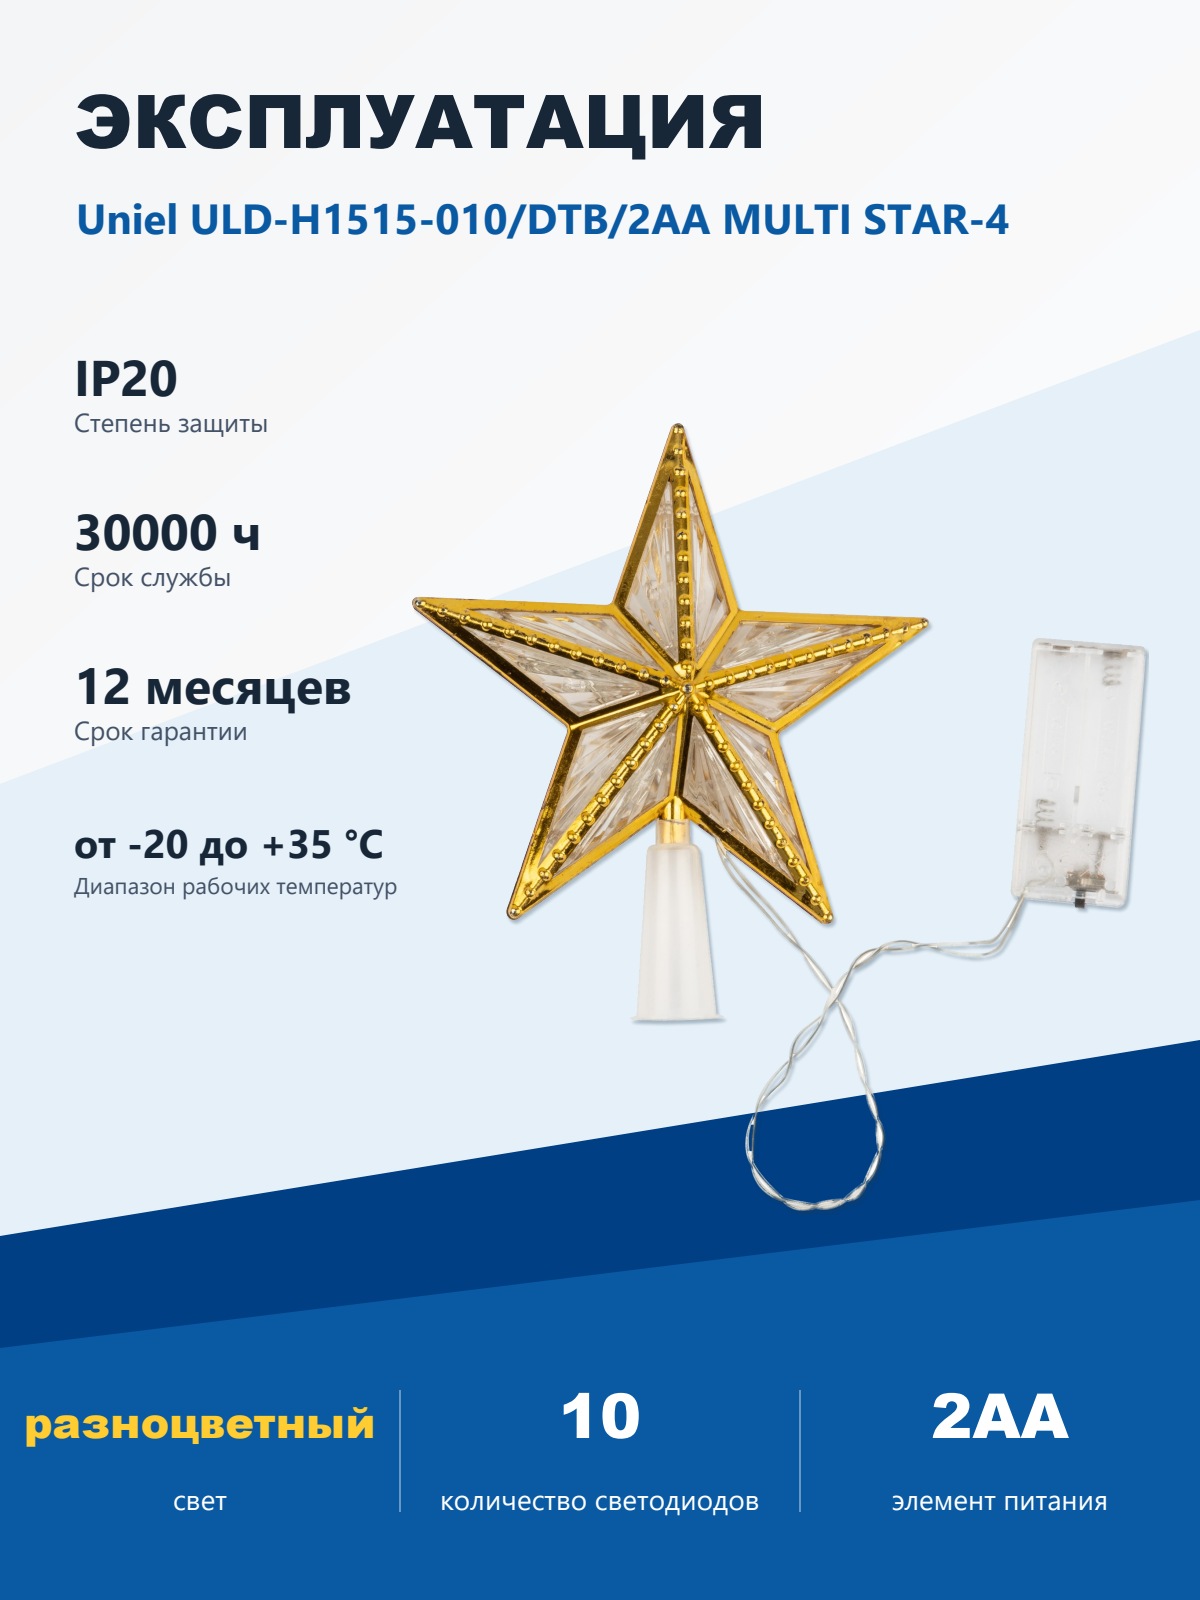 ЭКСПЛУАТАЦИЯ
Uniel ULD-H1515-010/DTB/2AA MULTI STAR-4
IP20
Степень защиты
30000 ч
Срок службы
12 месяцев
Срок гарантии
от -20 до +35 °C
Диапазон рабочих температур
разноцветный
свет
10
количество светодиодов
2AA
элемент питания